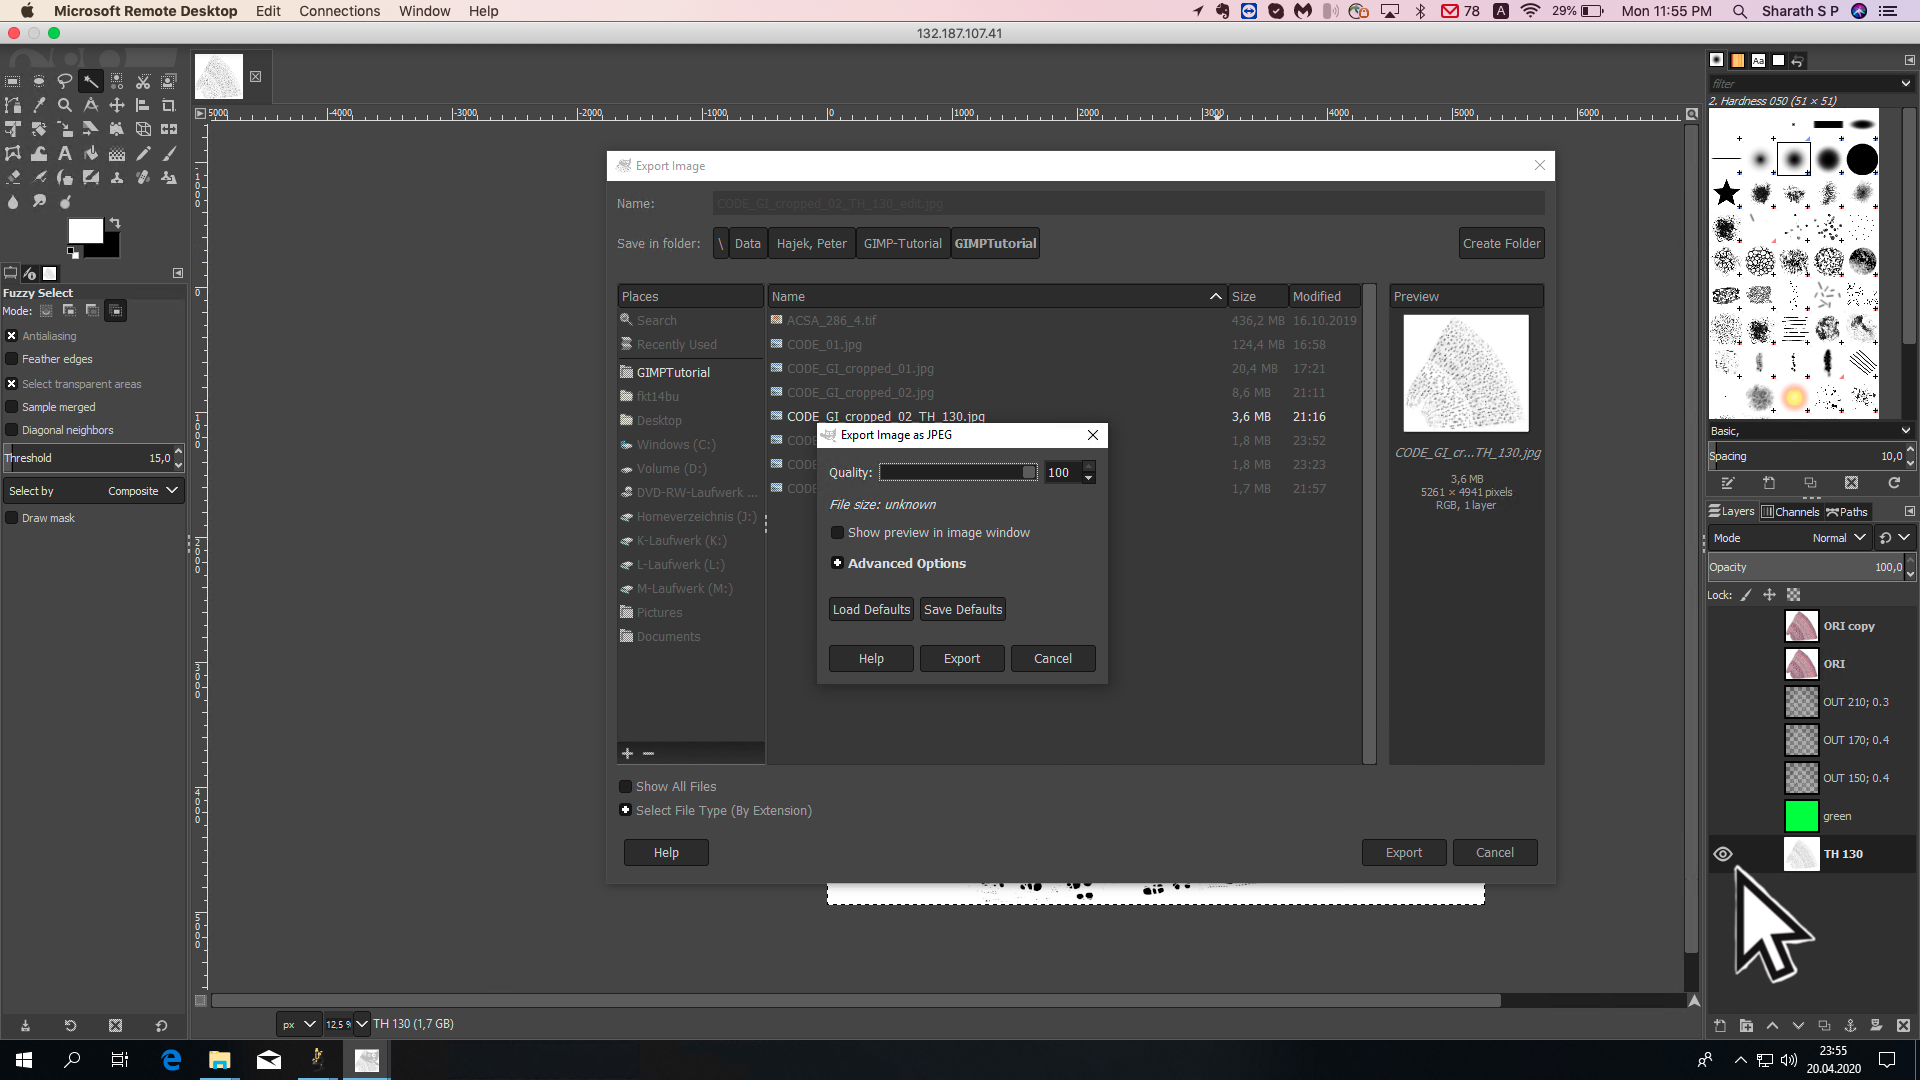 Microsoft Remote Desktop Edit Connections Window Help
78 A 29% Mon 11:55 PM Sharath S P
132.187.107.41
5000 -4000 -3000 -2000 -1000 0 1000 2000 3000 4000 5000 6000
filter
2. Hardness 050 (51 × 51)
Export Image
Name: CODE_GI_cropped_02_TH_130_edit.jpg
Save in folder: \ Data Hajek, Peter GIMP-Tutorial GIMPTutorial Create Folder
Places Name Size Modified Preview
Search
Recently Used
GIMPTutorial
fkt14bu
Desktop
Windows (C:)
Volume (D:)
DVD-RW-Laufwerk ...
Homeverzeichnis (J:)
K-Laufwerk (K:)
L-Laufwerk (L:)
M-Laufwerk (M:)
Pictures
Documents
ACSA_286_4.tif 436,2 MB 16.10.2019
CODE_01.jpg 124,4 MB 16:58
CODE_GI_cropped_01.jpg 20,4 MB 17:21
CODE_GI_cropped_02.jpg 8,6 MB 21:11
CODE_GI_cropped_02_TH_130.jpg 3,6 MB 21:16
CODE 1,8 MB 23:52
CODE 1,8 MB 23:23
CODE 1,7 MB 21:57
CODE_GI_cr...TH_130.jpg
3,6 MB
5261 × 4941 pixels
RGB, 1 layer
Export Image as JPEG
Quality: 100
File size: unknown
Show preview in image window
Advanced Options
Load Defaults Save Defaults
Help Export Cancel
Show All Files
Select File Type (By Extension)
Help Export Cancel
Fuzzy Select
Mode:
Antialiasing
Feather edges
Select transparent areas
Sample merged
Diagonal neighbors
Threshold 15,0
Select by Composite
Draw mask
Basic,
Spacing 10,0
Layers Channels Paths
Mode Normal
Opacity 100,0
Lock:
ORI copy
ORI
OUT 210; 0.3
OUT 170; 0.4
OUT 150; 0.4
green
TH 130
px 12,5 % TH 130 (1,7 GB)
23:55
20.04.2020